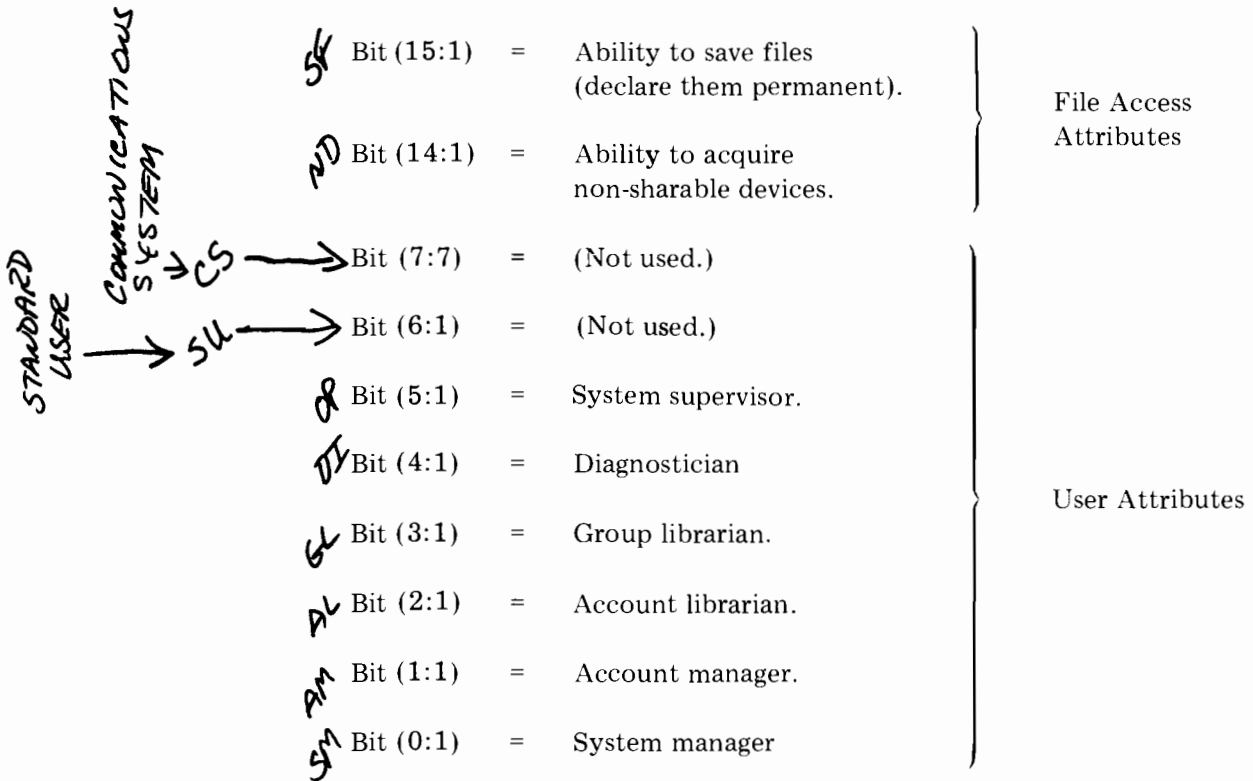 COMMUNICATIONS
SYSTEM
STANDARD
USER
SF Bit (15:1) = Ability to save files
(declare them permanent).
File Access
Attributes
ND Bit (14:1) = Ability to acquire
non-sharable devices.
CS Bit (7:7) = (Not used.)
SU Bit (6:1) = (Not used.)
OP Bit (5:1) = System supervisor.
DI Bit (4:1) = Diagnostician
User Attributes
GL Bit (3:1) = Group librarian.
AL Bit (2:1) = Account librarian.
AM Bit (1:1) = Account manager.
SM Bit (0:1) = System manager